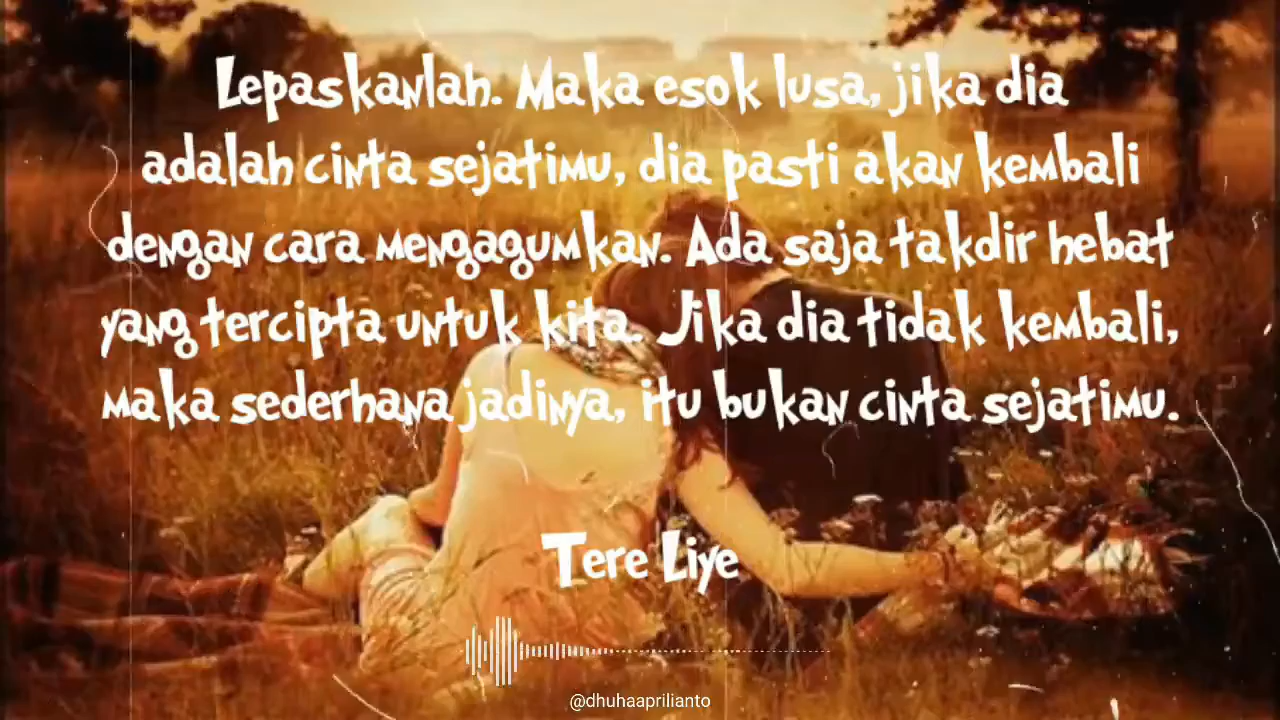 Lepaskanlah. Maka esok lusa, jika dia
adalah cinta sejatimu, dia pasti akan kembali
dengan cara mengagumkan. Ada saja takdir hebat
yang tercipta untuk kita. Jika dia tidak kembali,
maka sederhana jadinya, itu bukan cinta sejatimu.
Tere Liye
@dhuhaaprilianto